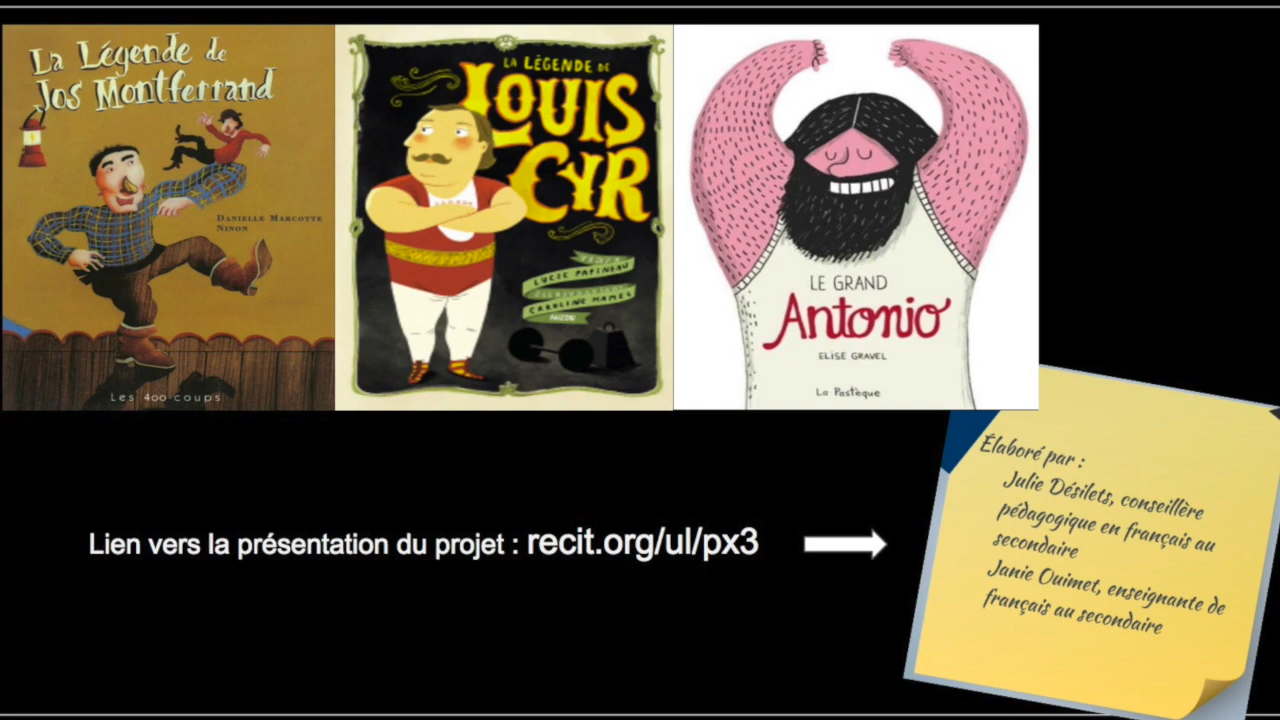 La Légende de
Jos Montferrand
DANIELLE MARCOTTE
NINON
Les 400 coups
LA LÉGENDE DE
LOUIS
CYR
LUCIE PAPINEAU
CAROLINE HAMEL
AUZOU
LE GRAND
Antonio
ELISE GRAVEL
La Pastèque
Lien vers la présentation du projet : recit.org/ul/px3
Élaboré par :
Julie Désilets, conseillère
pédagogique en français au
secondaire
Janie Ouimet, enseignante de
français au secondaire